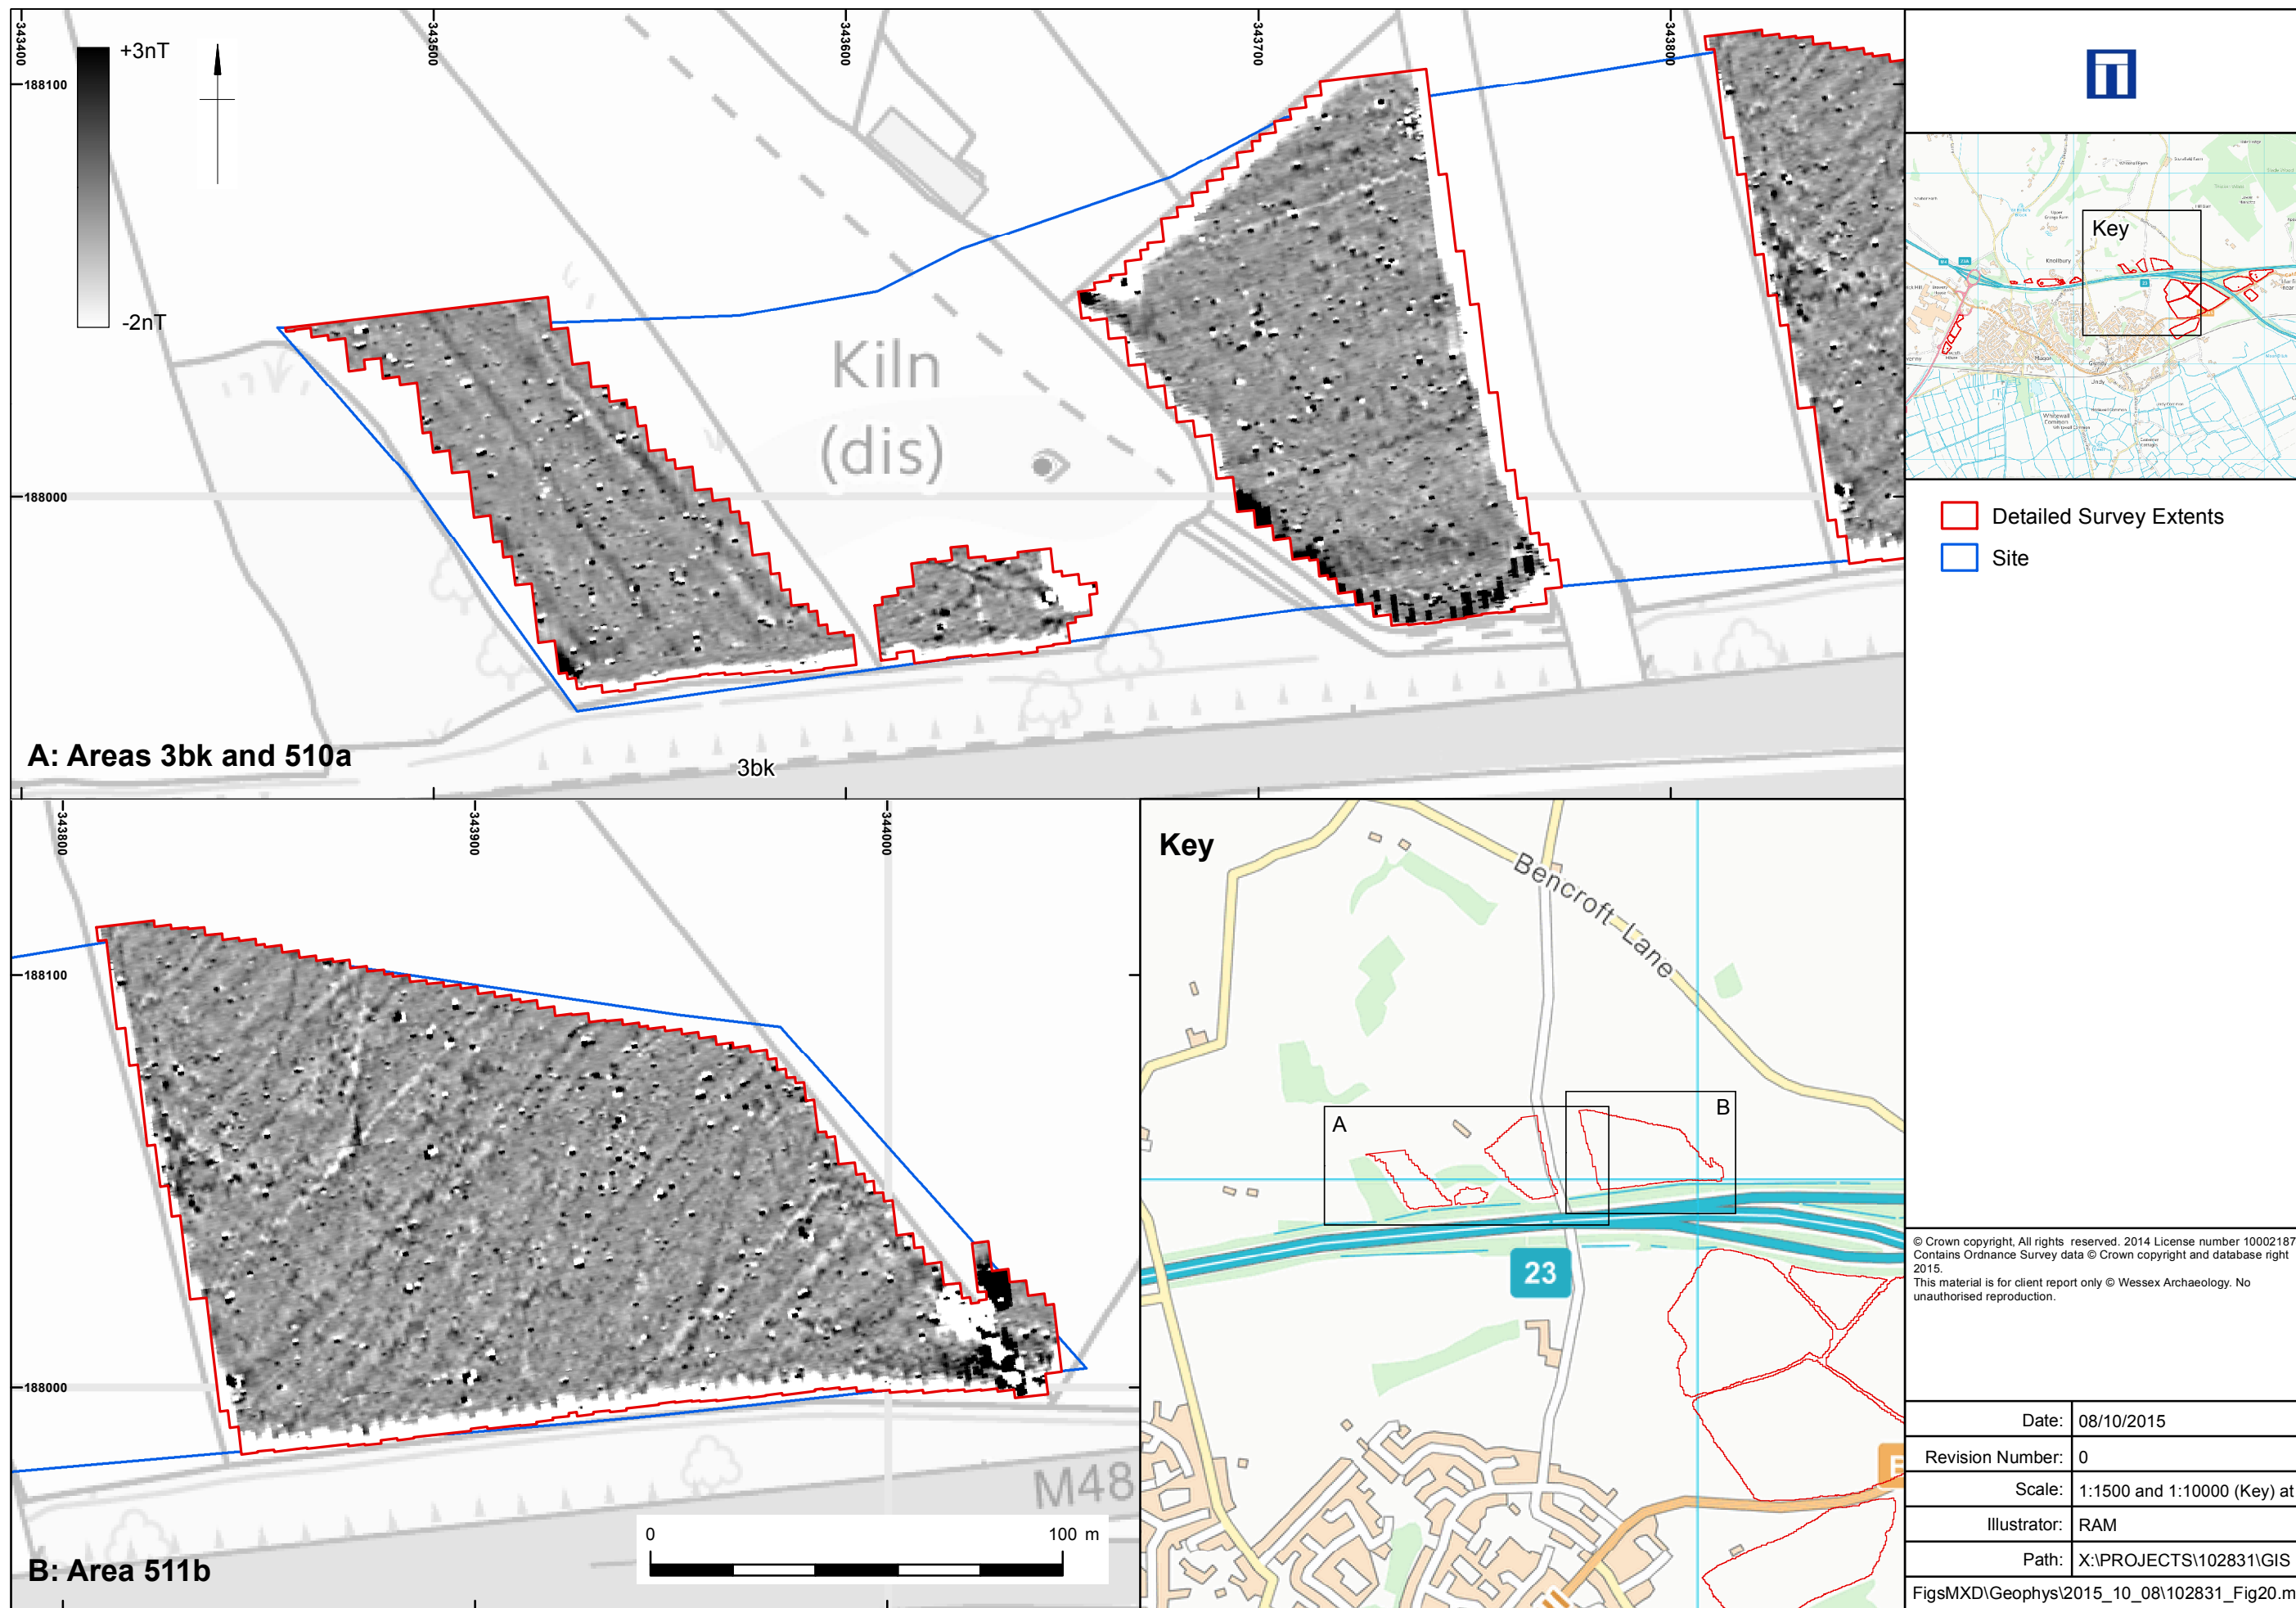 343400
343500
343600
343700
343800
+3nT
-2nT
188100
188000
Kiln
(dis)
A: Areas 3bk and 510a
3bk
343800
343900
344000
188100
188000
M48
0
100 m
B: Area 511b
Key
Bencroft Lane
A
B
23
Key
Knollbury
Magor
Undy
Detailed Survey Extents
Site
© Crown copyright, All rights reserved. 2014 License number 10002187
Contains Ordnance Survey data © Crown copyright and database right
2015.
This material is for client report only © Wessex Archaeology. No
unauthorised reproduction.
Date: 08/10/2015
Revision Number: 0
Scale: 1:1500 and 1:10000 (Key) at
Illustrator: RAM
Path: X:\PROJECTS\102831\GIS
FigsMXD\Geophys\2015_10_08\102831_Fig20.m